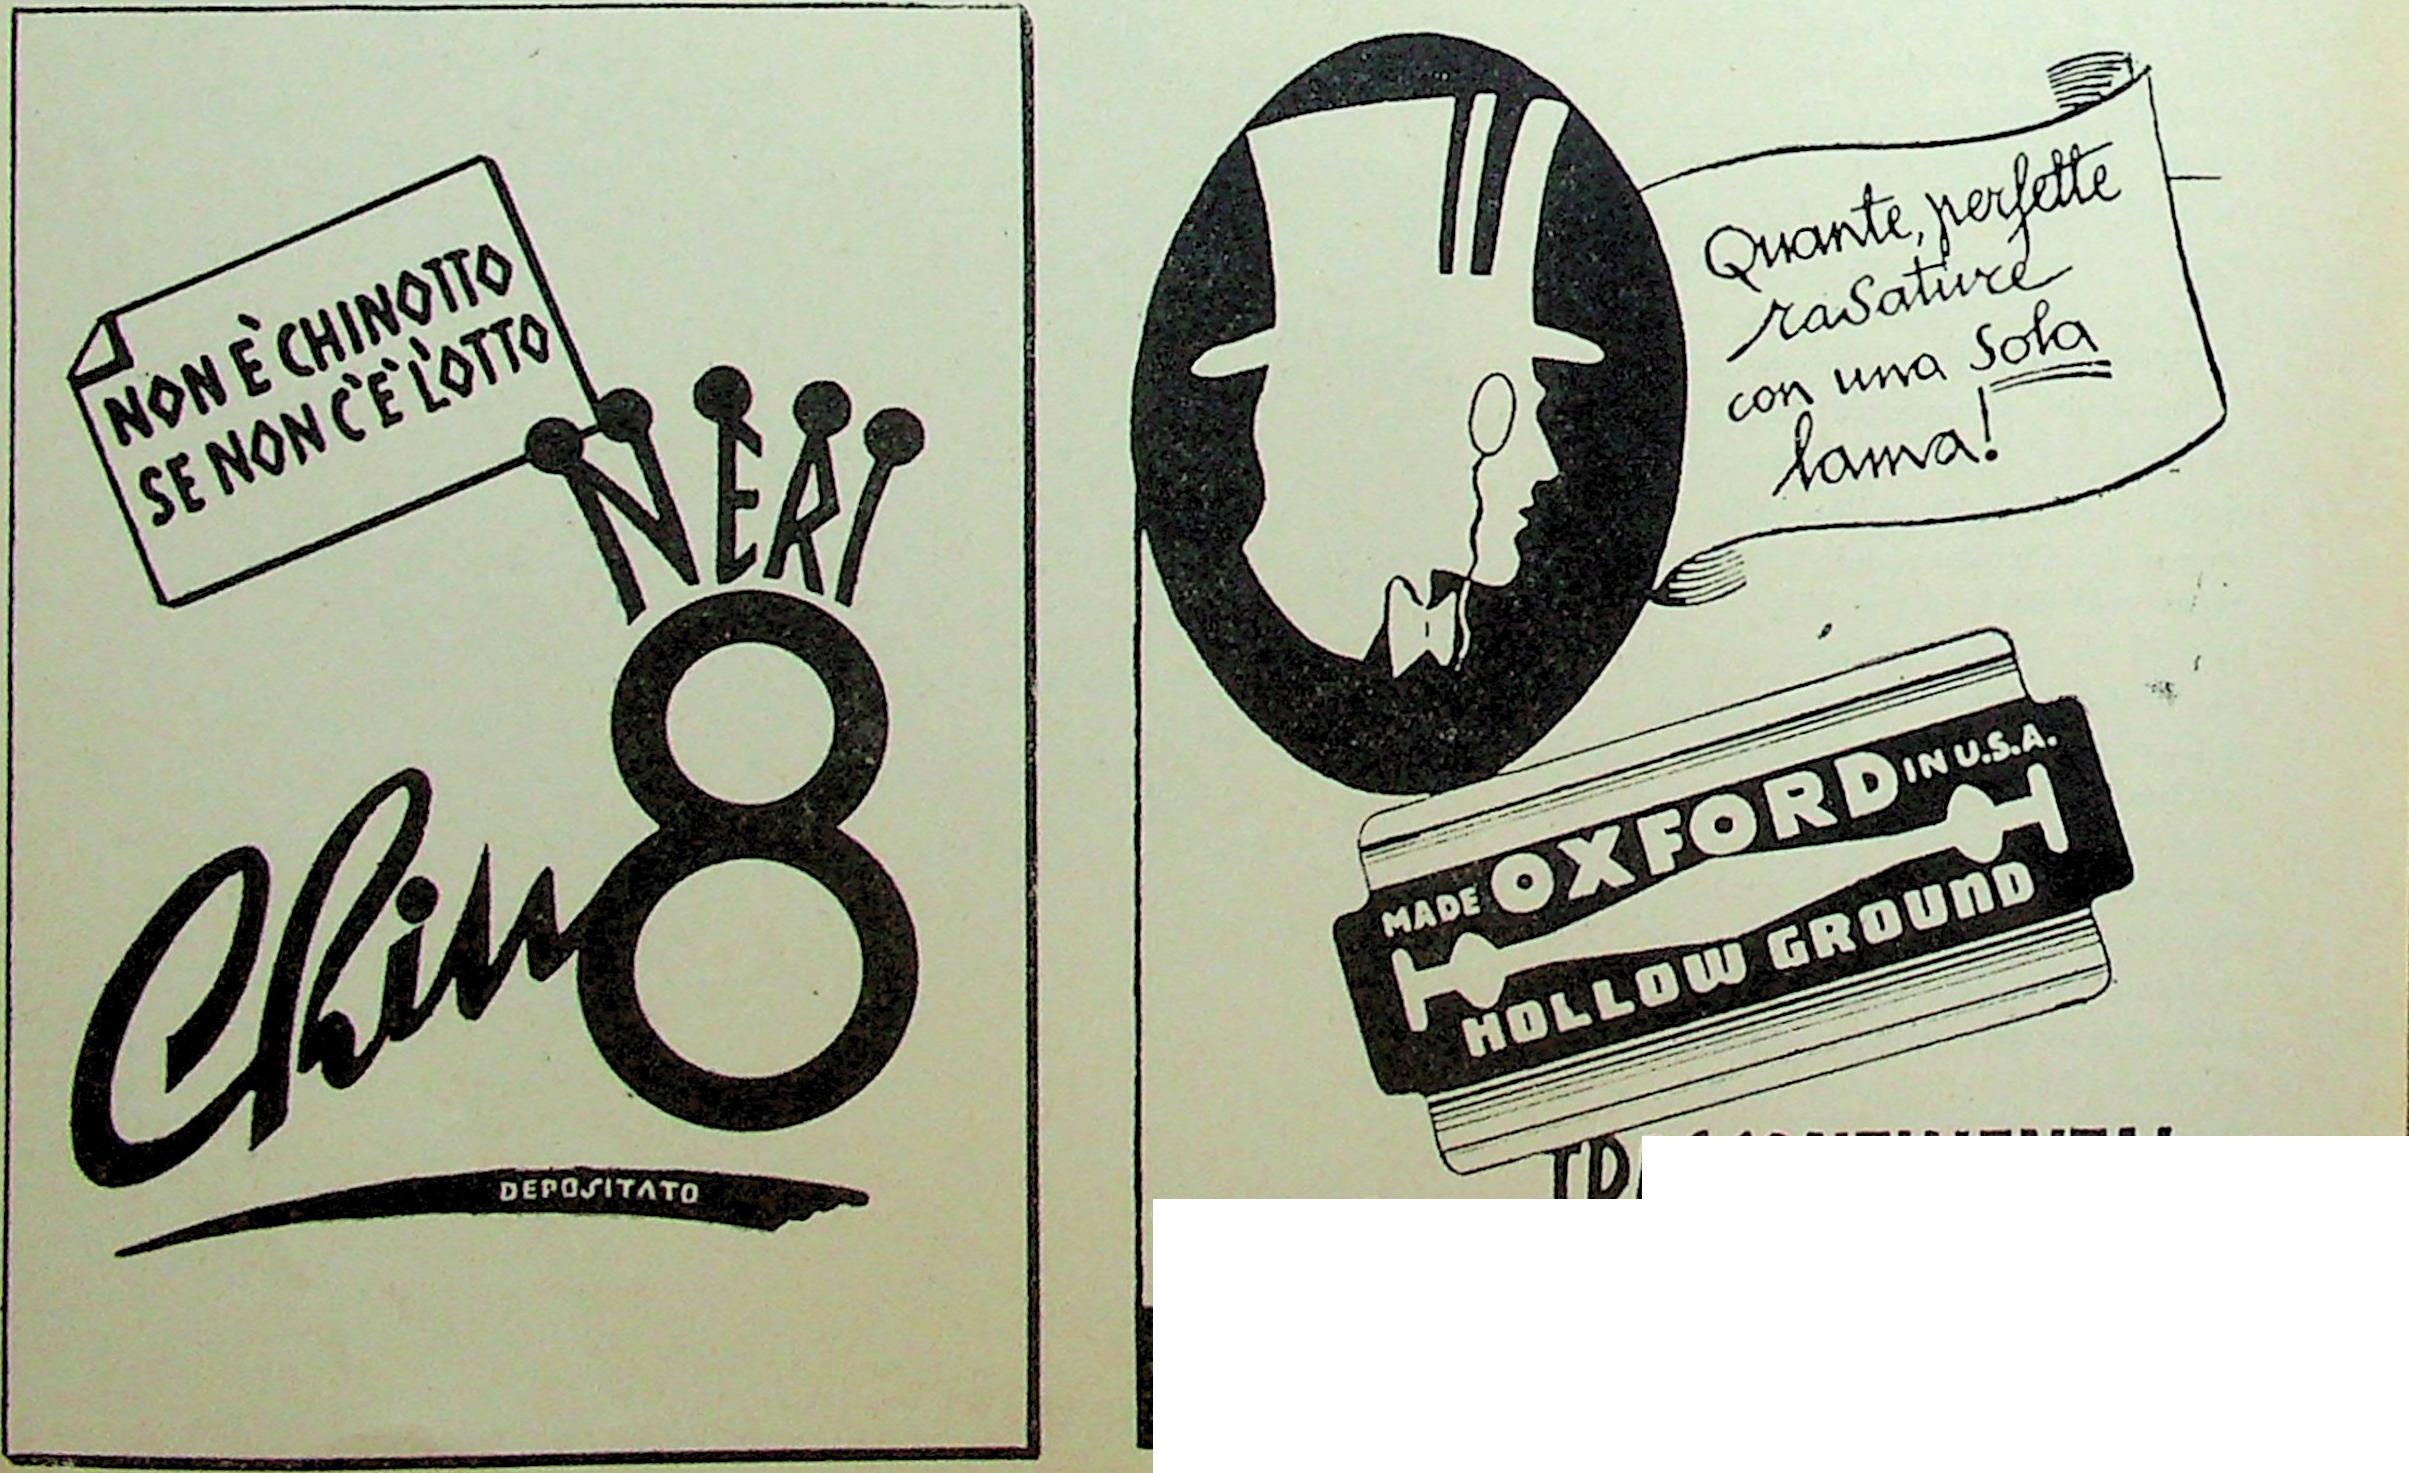 NON È CHINOTTO
SE NON C'È L'OTTO
NERI
Chin8
DEPOSITATO
Quante, perfette
rasature
con una sola
lama!
MADE OXFORD IN U.S.A.
HOLLOW GROUND